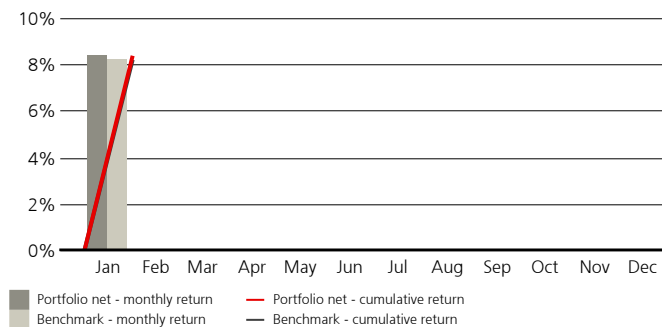 10%
8%
6%
4%
2%
0%
Jan Feb Mar Apr May Jun Jul Aug Sep Oct Nov Dec
Portfolio net - monthly return Portfolio net - cumulative return
Benchmark - monthly return Benchmark - cumulative return